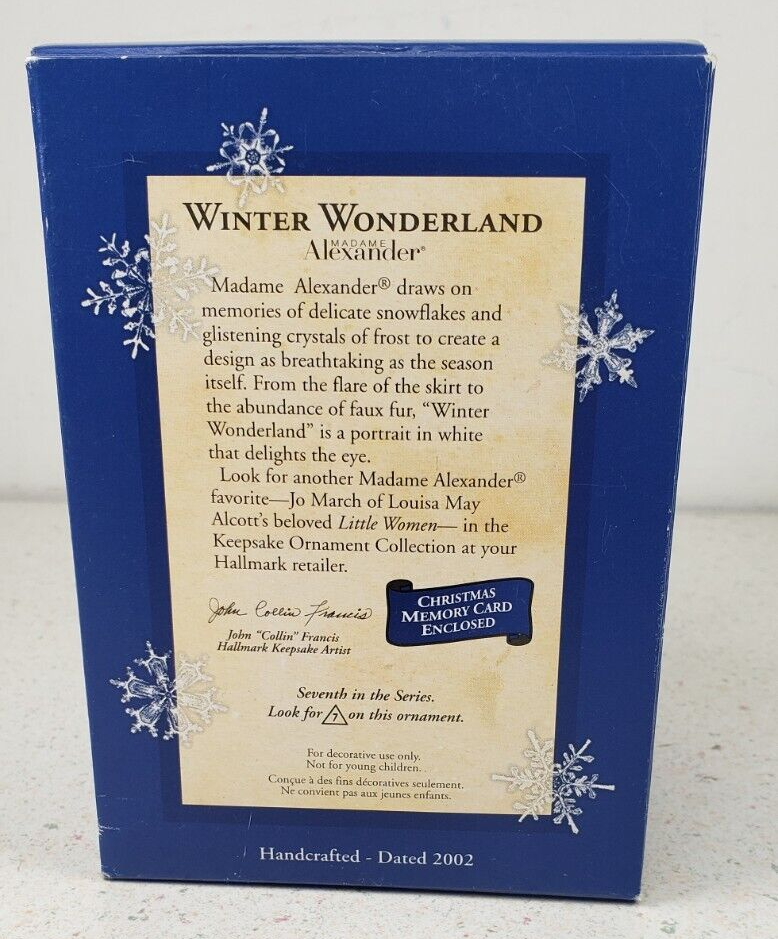 WINTER WONDERLAND
MADAME
Alexander®
Madame Alexander® draws on
memories of delicate snowflakes and
glistening crystals of frost to create a
design as breathtaking as the season
itself. From the flare of the skirt to
the abundance of faux fur, “Winter
Wonderland” is a portrait in white
that delights the eye.
Look for another Madame Alexander®
favorite—Jo March of Louisa May
Alcott's beloved Little Women— in the
Keepsake Ornament Collection at your
Hallmark retailer.
John Collin Francis
John “Collin” Francis
Hallmark Keepsake Artist
CHRISTMAS
MEMORY CARD
ENCLOSED
Seventh in the Series.
Look for 7 on this ornament.
For decorative use only.
Not for young children.
Conçue à des fins décoratives seulement.
Ne convient pas aux jeunes enfants.
Handcrafted - Dated 2002